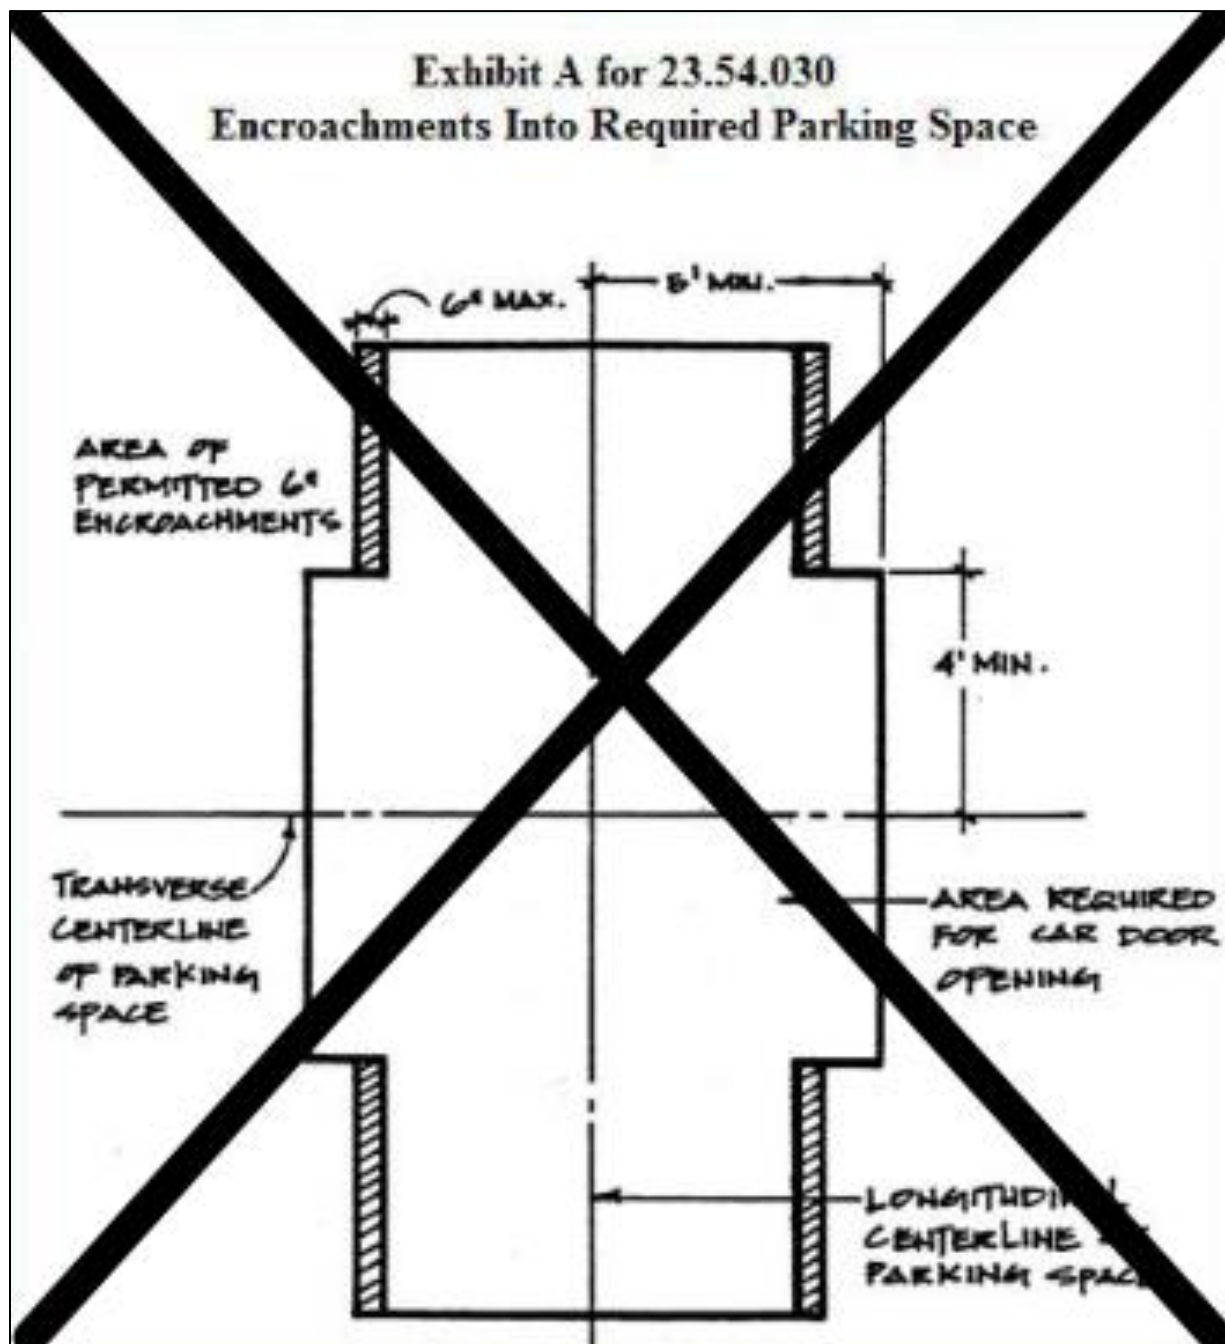 Exhibit A for 23.54.030
Encroachments Into Required Parking Space
5' MIN.
6" MAX.
AREA OF
PERMITTED 6"
ENCROACHMENTS
4' MIN.
TRANSVERSE
CENTERLINE
OF PARKING
SPACE
AREA REQUIRED
FOR CAR DOOR
OPENING
CENTERLINE
PARKING